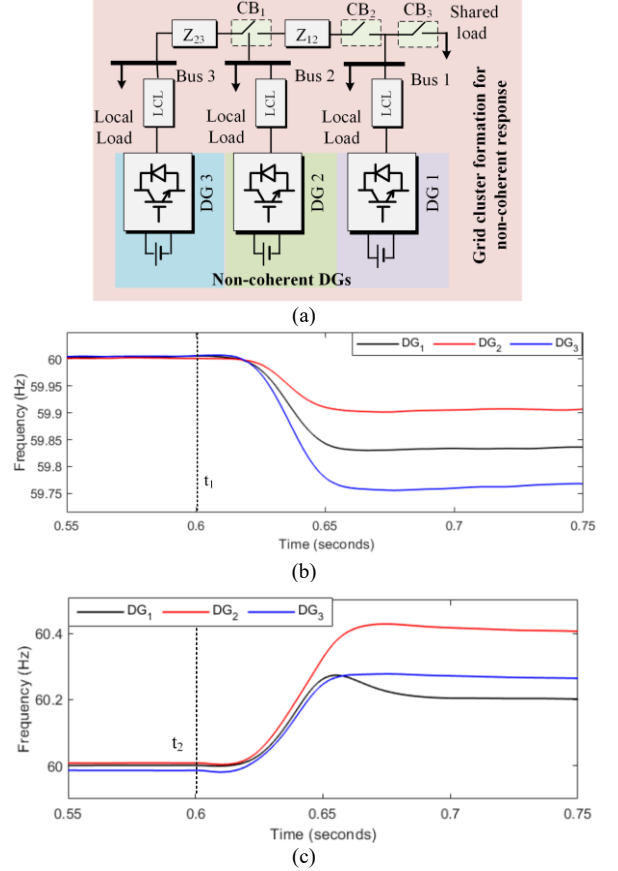 CB1
CB2
CB3
Shared load
Z23
Z12
Bus 3
Bus 2
Bus 1
LCL
LCL
LCL
Local Load
Local Load
Local Load
DG 3
DG 2
DG 1
Non-coherent DGs
Grid cluster formation for non-coherent response
(a)
DG1 DG2 DG3
Frequency (Hz)
60
59.95
59.9
59.85
59.8
59.75
t1
0.55 0.6 0.65 0.7 0.75
Time (seconds)
(b)
DG1 DG2 DG3
Frequency (Hz)
60.4
60.2
60
t2
0.55 0.6 0.65 0.7 0.75
Time (seconds)
(c)